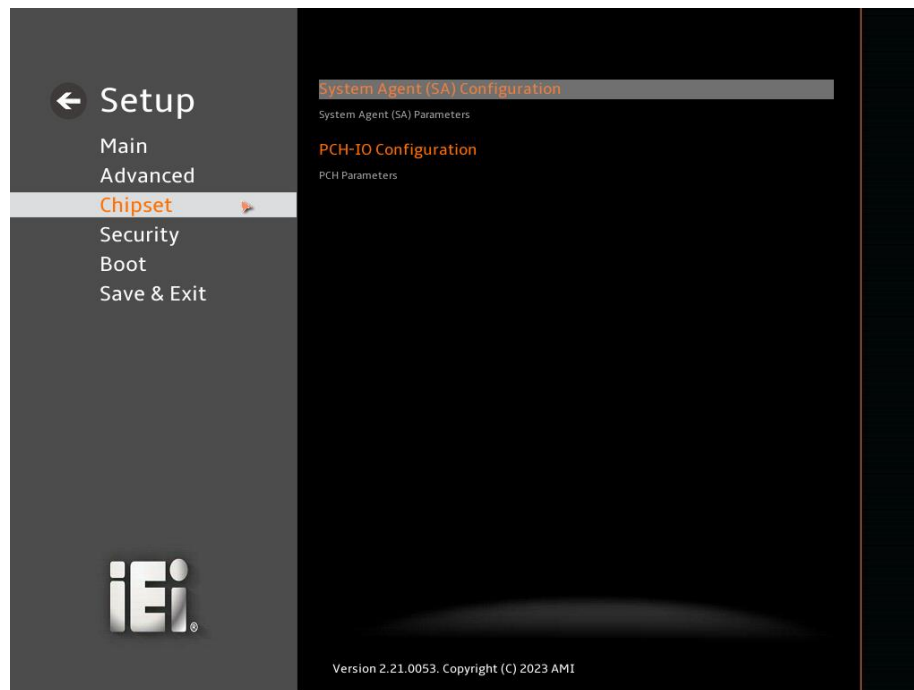 Setup
Main
Advanced
Chipset
Security
Boot
Save & Exit
System Agent (SA) Configuration
System Agent (SA) Parameters
PCH-IO Configuration
PCH Parameters
iEi®
Version 2.21.0053. Copyright (C) 2023 AMI